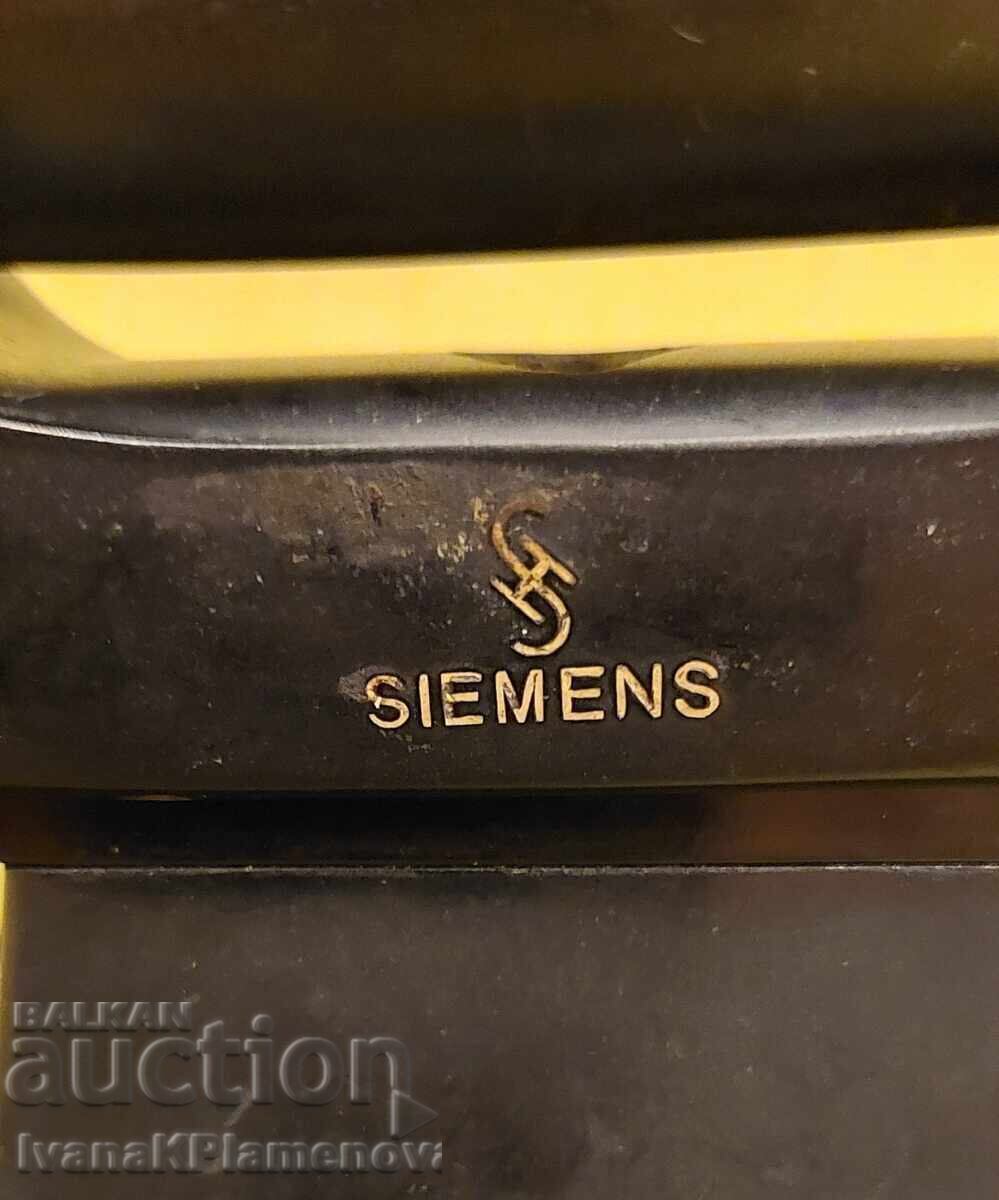 SIEMENS
BALKAN
auction
IvanaKPlamenova